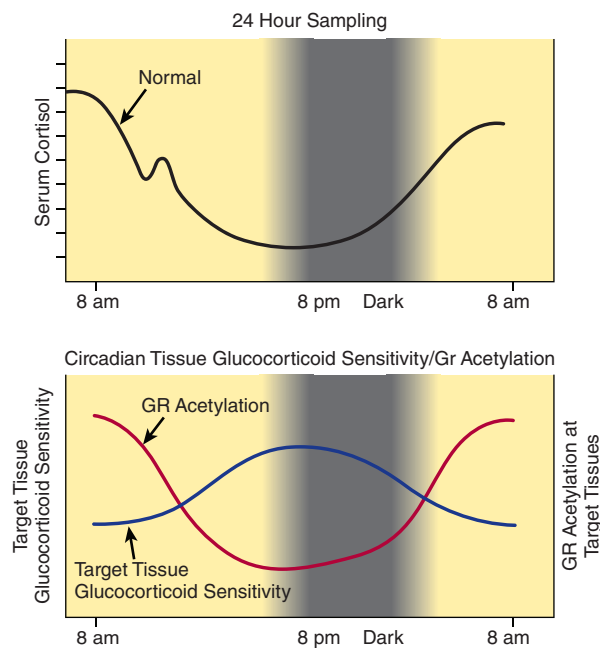 24 Hour Sampling
Normal
Serum Cortisol
8 am
8 pm
Dark
8 am
Circadian Tissue Glucocorticoid Sensitivity/Gr Acetylation
GR Acetylation
Target Tissue
Glucocorticoid Sensitivity
Target Tissue
Glucocorticoid Sensitivity
GR Acetylation at
Target Tissues
8 am
8 pm
Dark
8 am